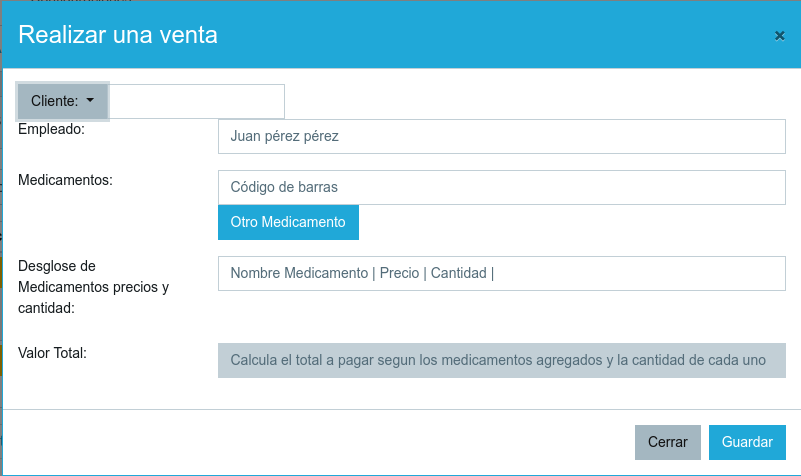 Realizar una venta
×
Cliente:
Empleado:
Juan pérez pérez
Medicamentos:
Código de barras
Otro Medicamento
Desglose de
Medicamentos precios y
cantidad:
Nombre Medicamento | Precio | Cantidad |
Valor Total:
Calcula el total a pagar segun los medicamentos agregados y la cantidad de cada uno
Cerrar
Guardar